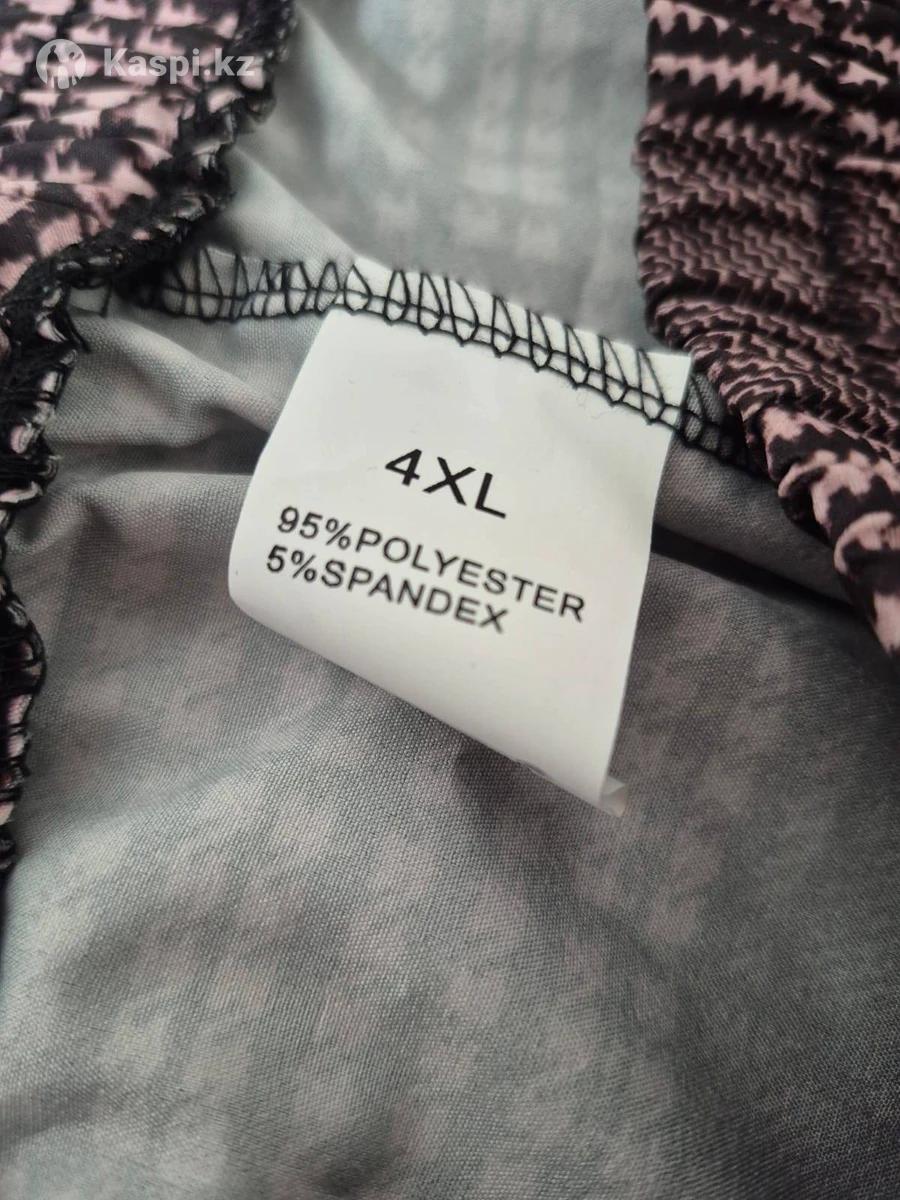 Kaspi.kz
4XL
95%POLYESTER
5%SPANDEX